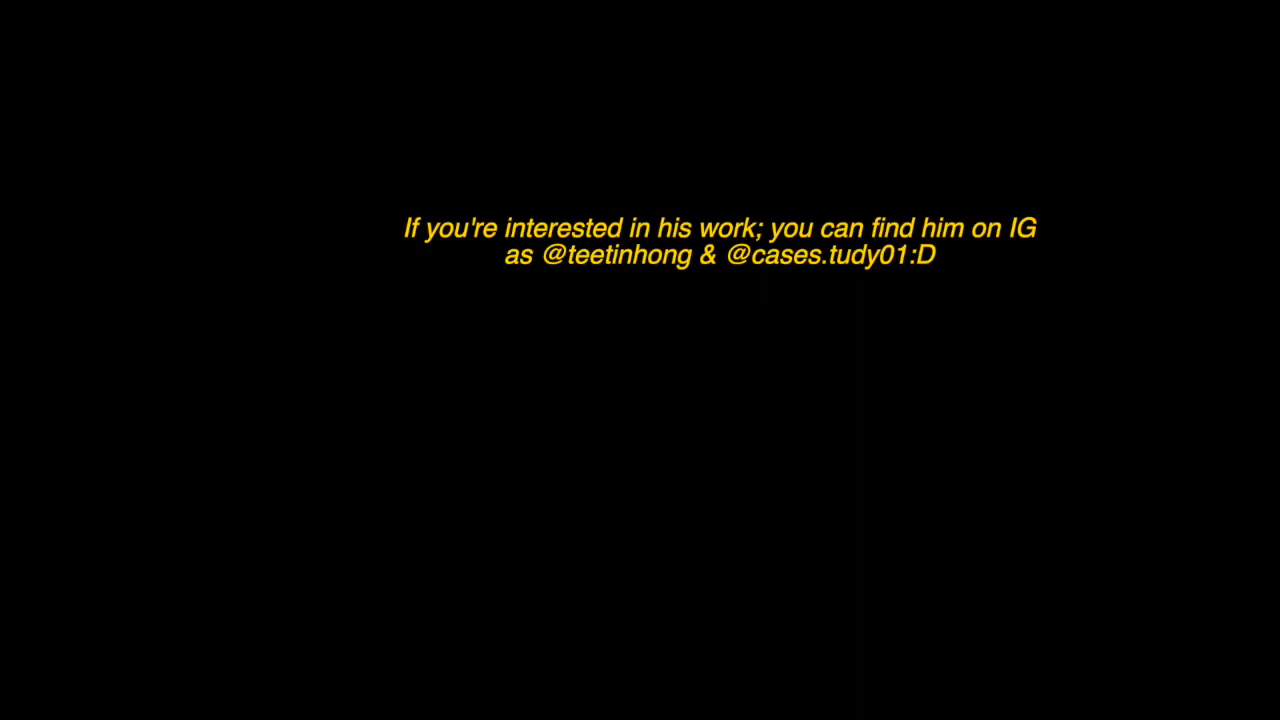 If you're interested in his work; you can find him on IG
as @teetinhong & @cases.tudy01:D